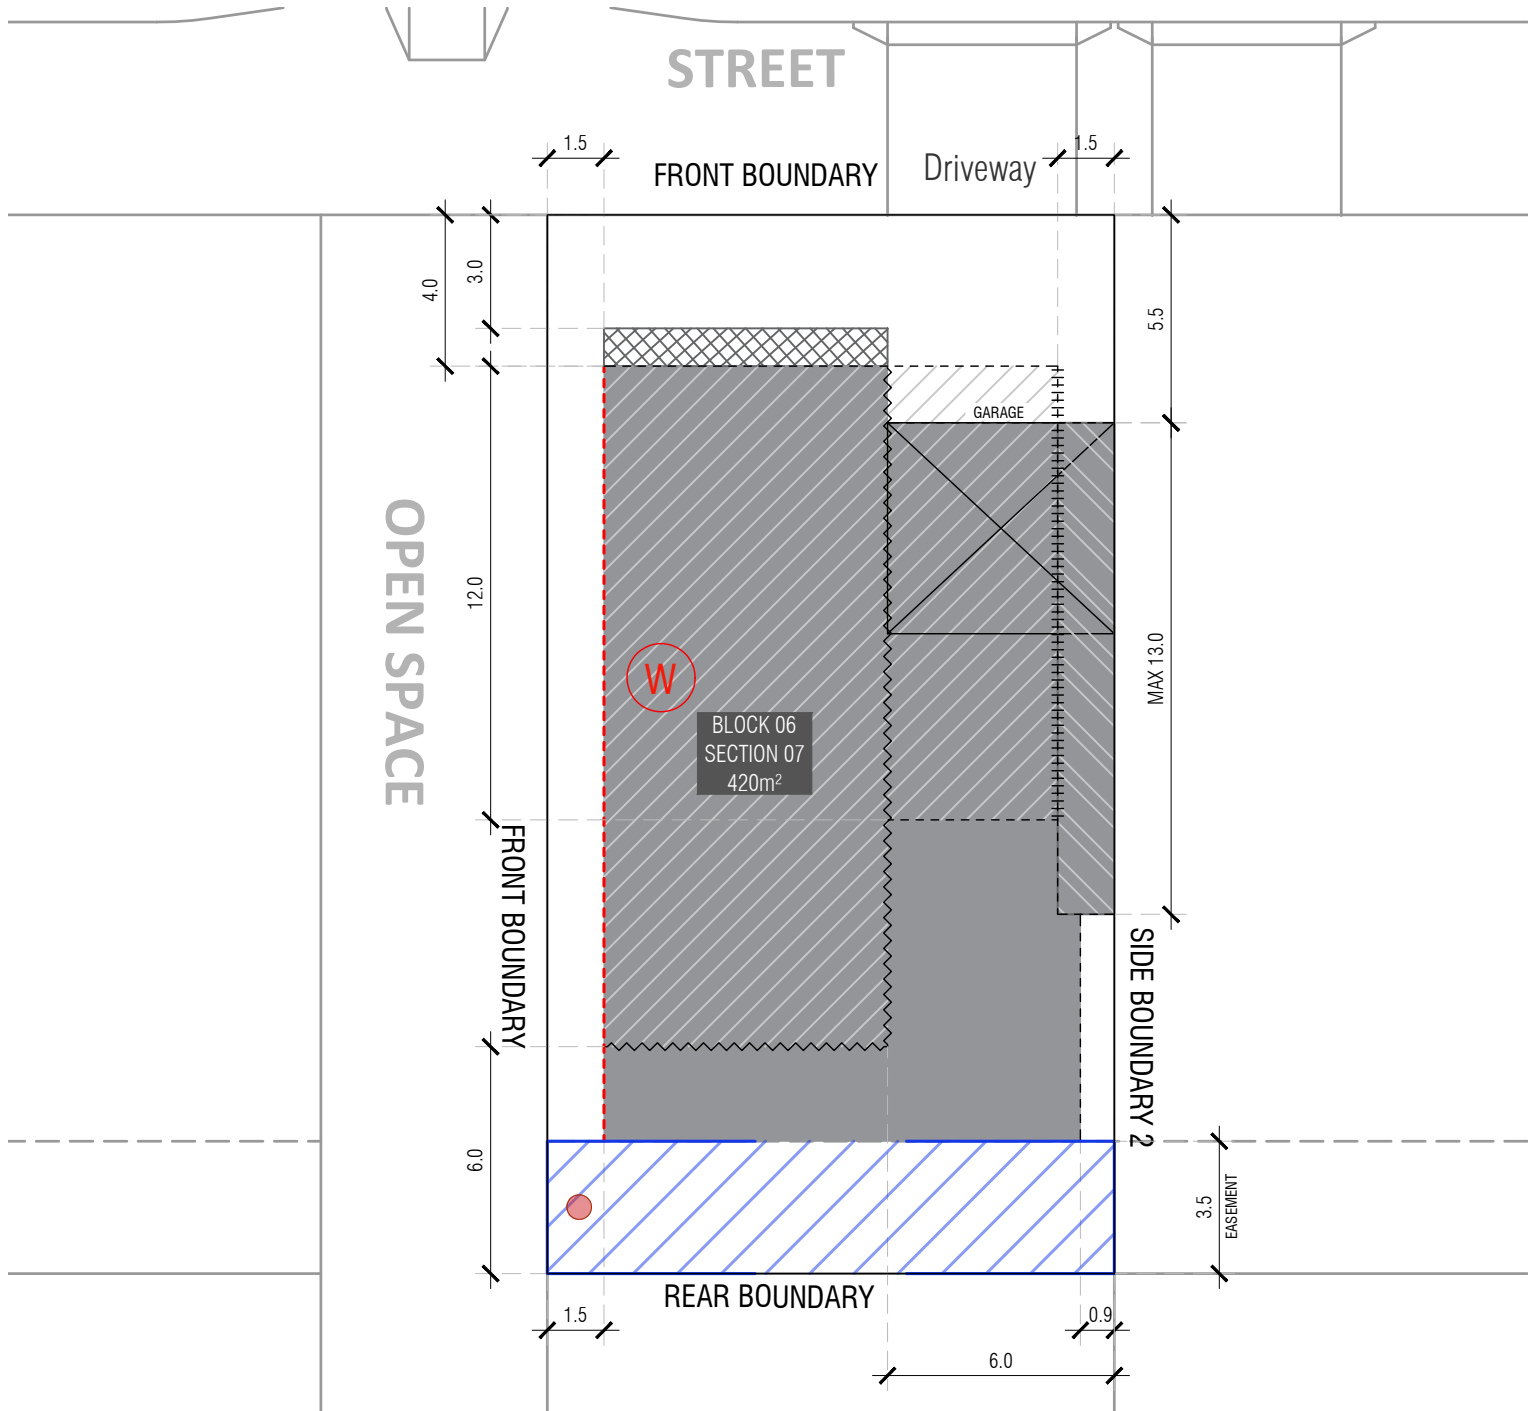 STREET
1.5
FRONT BOUNDARY
Driveway
1.5
4.0
3.0
5.5
GARAGE
OPEN SPACE
12.0
W
MAX 13.0
BLOCK 06
SECTION 07
420m²
FRONT BOUNDARY
SIDE BOUNDARY 2
6.0
3.5
EASEMENT
REAR BOUNDARY
1.5
0.9
6.0